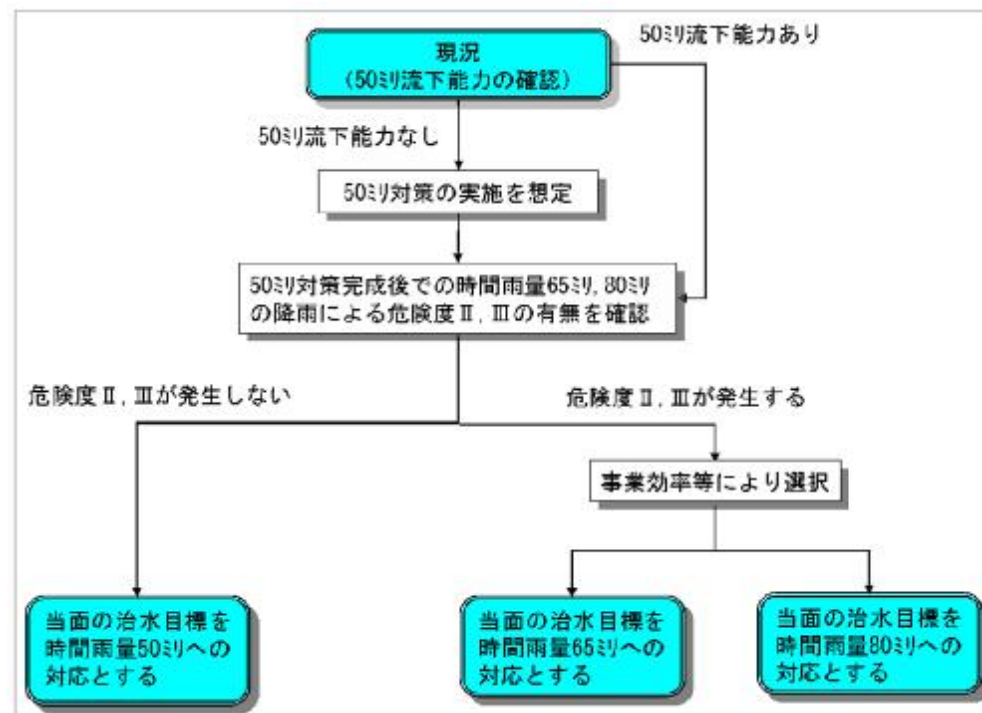 50ミリ流下能力あり
現況
(50ミリ流下能力の確認)
50ミリ流下能力なし
50ミリ対策の実施を想定
50ミリ対策完成後での時間雨量65ミリ,80ミリ
の降雨による危険度Ⅱ,Ⅲの有無を確認
危険度Ⅱ,Ⅲが発生しない
危険度Ⅱ,Ⅲが発生する
事業効率等により選択
当面の治水目標を
時間雨量50ミリへの
対応とする
当面の治水目標を
時間雨量65ミリへの
対応とする
当面の治水目標を
時間雨量80ミリへの
対応とする